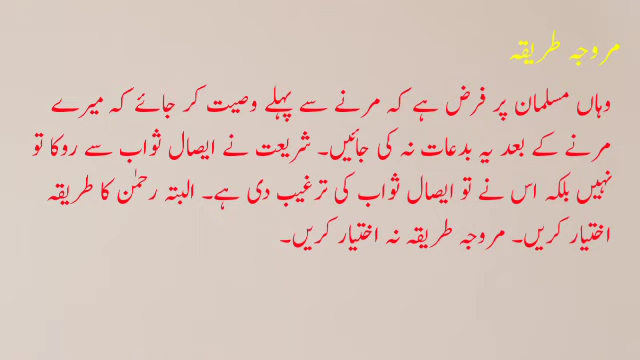 مروجہ طریقہ
وہاں مسلمان پر فرض ہے کہ مرنے سے پہلے وصیت کر جائے کہ میرے
مرنے کے بعد یہ بدعات نہ کی جائیں۔ شریعت نے ایصال ثواب سے روکا تو
نہیں بلکہ اس نے تو ایصال ثواب کی ترغیب دی ہے۔ البتہ رحمٰن کا طریقہ
اختیار کریں۔ مروجہ طریقہ نہ اختیار کریں۔